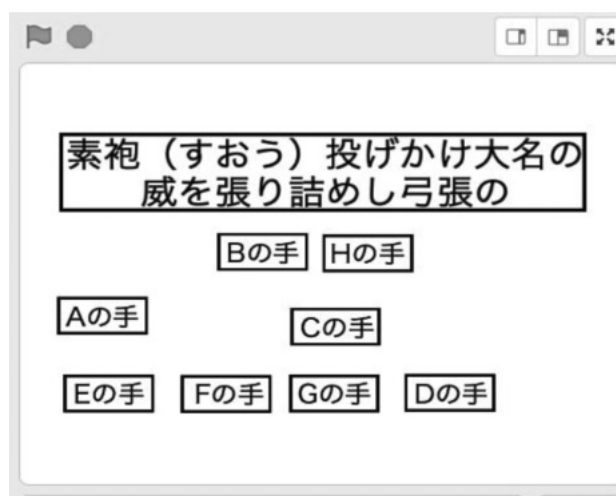 素袍（すおう）投げかけ大名の
威を張り詰めし弓張の
Bの手 Hの手
Aの手
Cの手
Eの手 Fの手 Gの手 Dの手